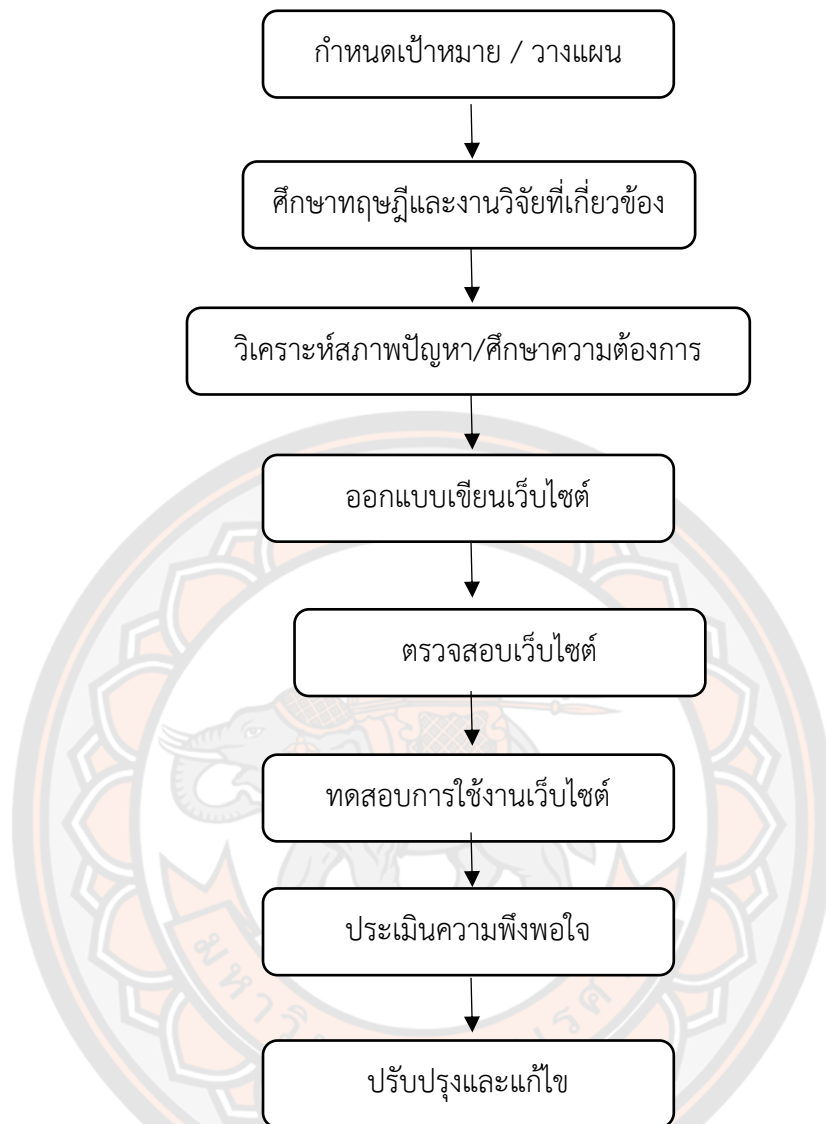 กำหนดเป้าหมาย / วางแผน
ศึกษาทฤษฎีและงานวิจัยที่เกี่ยวข้อง
วิเคราะห์สภาพปัญหา/ศึกษาความต้องการ
ออกแบบเขียนเว็บไซต์
ตรวจสอบเว็บไซต์
ทดสอบการใช้งานเว็บไซต์
ประเมินความพึงพอใจ
ปรับปรุงและแก้ไข